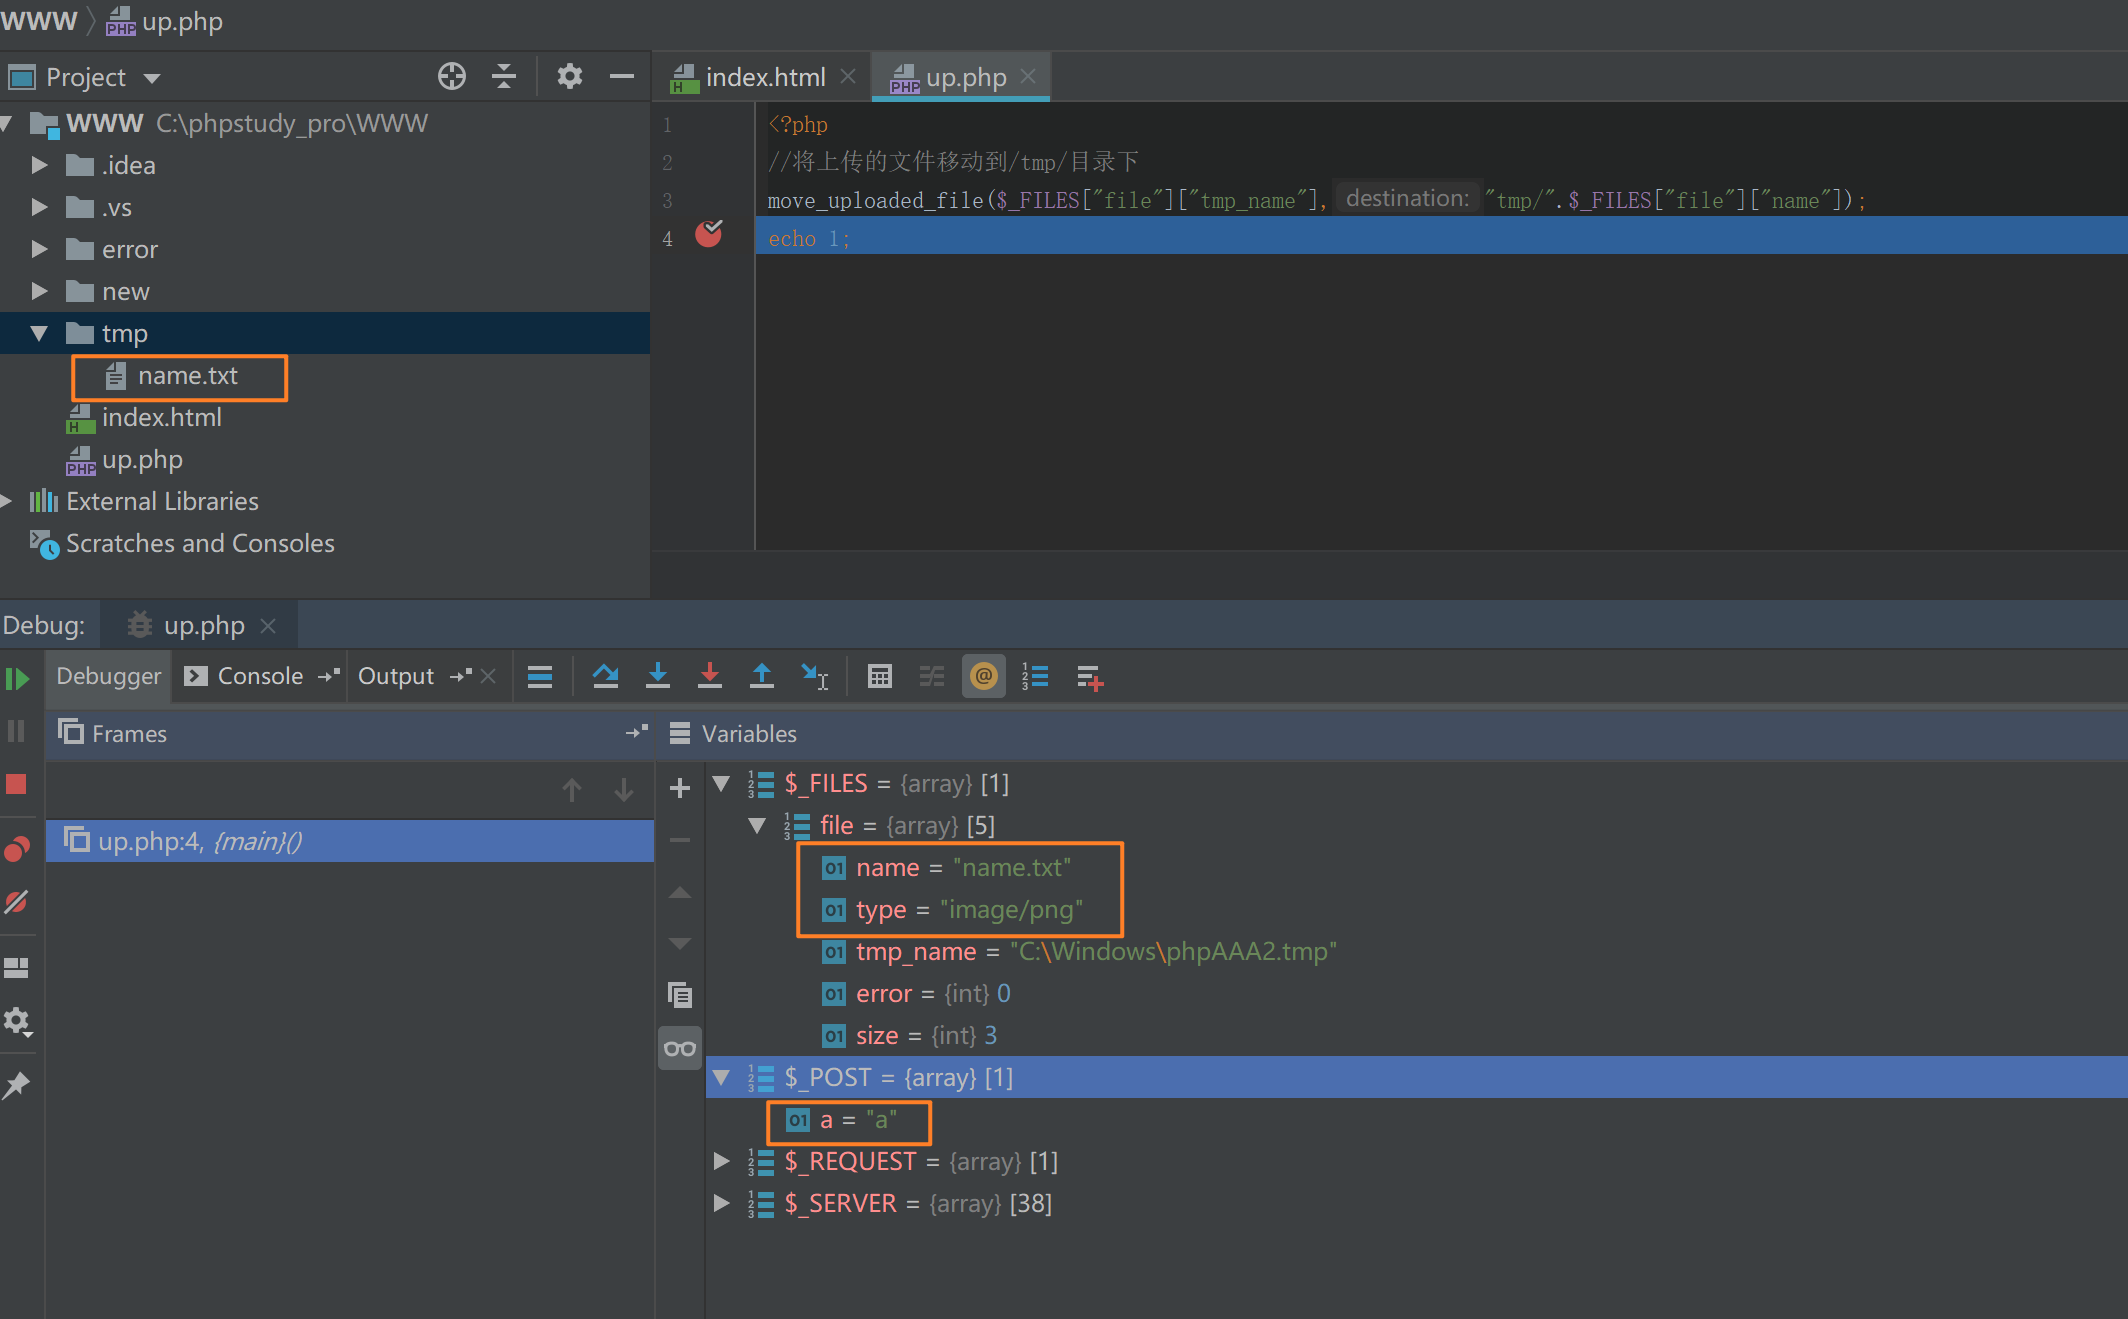 WWW up.php
Project
WWW C:\phpstudy_pro\WWW
.idea
.vs
error
new
tmp
name.txt
index.html
up.php
External Libraries
Scratches and Consoles
index.html up.php
1 <?php
2 //将上传的文件移动到/tmp/目录下
3 move_uploaded_file($_FILES["file"]["tmp_name"], destination: "tmp/".$_FILES["file"]["name"]);
4 echo 1;
Debug: up.php
Debugger Console Output
Frames
up.php:4, {main}()
Variables
$_FILES = {array} [1]
file = {array} [5]
name = "name.txt"
type = "image/png"
tmp_name = "C:\Windows\phpAAA2.tmp"
error = {int} 0
size = {int} 3
$_POST = {array} [1]
a = "a"
$_REQUEST = {array} [1]
$_SERVER = {array} [38]